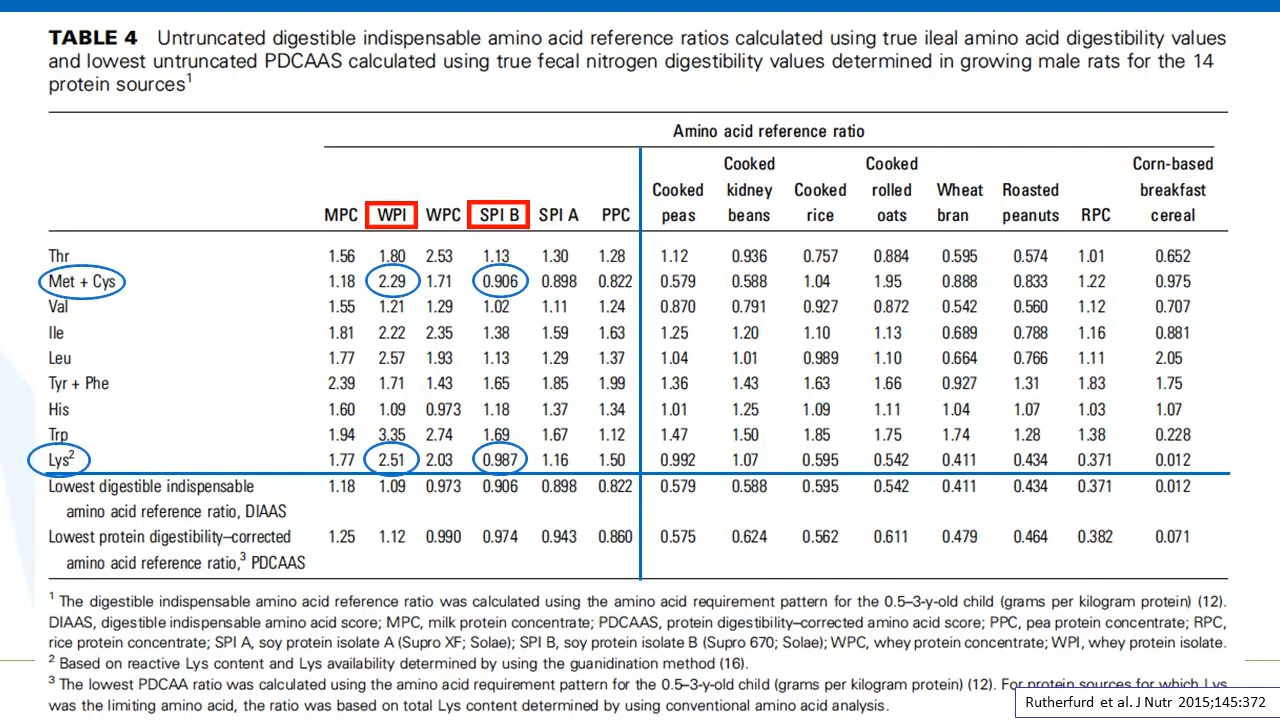 TABLE 4 Untruncated digestible indispensable amino acid reference ratios calculated using true ileal amino acid digestibility values
and lowest untruncated PDCAAS calculated using true fecal nitrogen digestibility values determined in growing male rats for the 14
protein sources1
Amino acid reference ratio
Cooked Cooked Corn-based
Cooked kidney Cooked rolled Wheat Roasted breakfast
MPC WPI WPC SPI B SPI A PPC peas beans rice oats bran peanuts RPC cereal
Thr 1.56 1.80 2.53 1.13 1.30 1.28 1.12 0.936 0.757 0.884 0.595 0.574 1.01 0.652
Met + Cys 1.18 2.29 1.71 0.906 0.898 0.822 0.579 0.588 1.04 1.95 0.888 0.833 1.22 0.975
Val 1.55 1.21 1.29 1.02 1.11 1.24 0.870 0.791 0.927 0.872 0.542 0.560 1.12 0.707
Ile 1.81 2.22 2.35 1.38 1.59 1.63 1.25 1.20 1.10 1.13 0.689 0.788 1.16 0.881
Leu 1.77 2.57 1.93 1.13 1.29 1.37 1.04 1.01 0.989 1.10 0.664 0.766 1.11 2.05
Tyr + Phe 2.39 1.71 1.43 1.65 1.85 1.99 1.36 1.43 1.63 1.66 0.927 1.31 1.83 1.75
His 1.60 1.09 0.973 1.18 1.37 1.34 1.01 1.25 1.09 1.11 1.04 1.07 1.03 1.07
Trp 1.94 3.35 2.74 1.69 1.67 1.12 1.47 1.50 1.85 1.75 1.74 1.28 1.38 0.228
Lys2 1.77 2.51 2.03 0.987 1.16 1.50 0.992 1.07 0.595 0.542 0.411 0.434 0.371 0.012
Lowest digestible indispensable 1.18 1.09 0.973 0.906 0.898 0.822 0.579 0.588 0.595 0.542 0.411 0.434 0.371 0.012
amino acid reference ratio, DIAAS
Lowest protein digestibility–corrected 1.25 1.12 0.990 0.974 0.943 0.860 0.575 0.624 0.562 0.611 0.479 0.464 0.382 0.071
amino acid reference ratio,3 PDCAAS
1 The digestible indispensable amino acid reference ratio was calculated using the amino acid requirement pattern for the 0.5–3-y-old child (grams per kilogram protein) (12).
DIAAS, digestible indispensable amino acid score; MPC, milk protein concentrate; PDCAAS, protein digestibility–corrected amino acid score; PPC, pea protein concentrate; RPC,
rice protein concentrate; SPI A, soy protein isolate A (Supro XF; Solae); SPI B, soy protein isolate B (Supro 670; Solae); WPC, whey protein concentrate; WPI, whey protein isolate.
2 Based on reactive Lys content and Lys availability determined by using the guanidination method (16).
3 The lowest PDCAA ratio was calculated using the amino acid requirement pattern for the 0.5–3-y-old child (grams per kilogram protein) (12). For protein sources for which Lys
was the limiting amino acid, the ratio was based on total Lys content determined by using conventional amino acid analysis.
Rutherfurd et al. J Nutr 2015;145:372